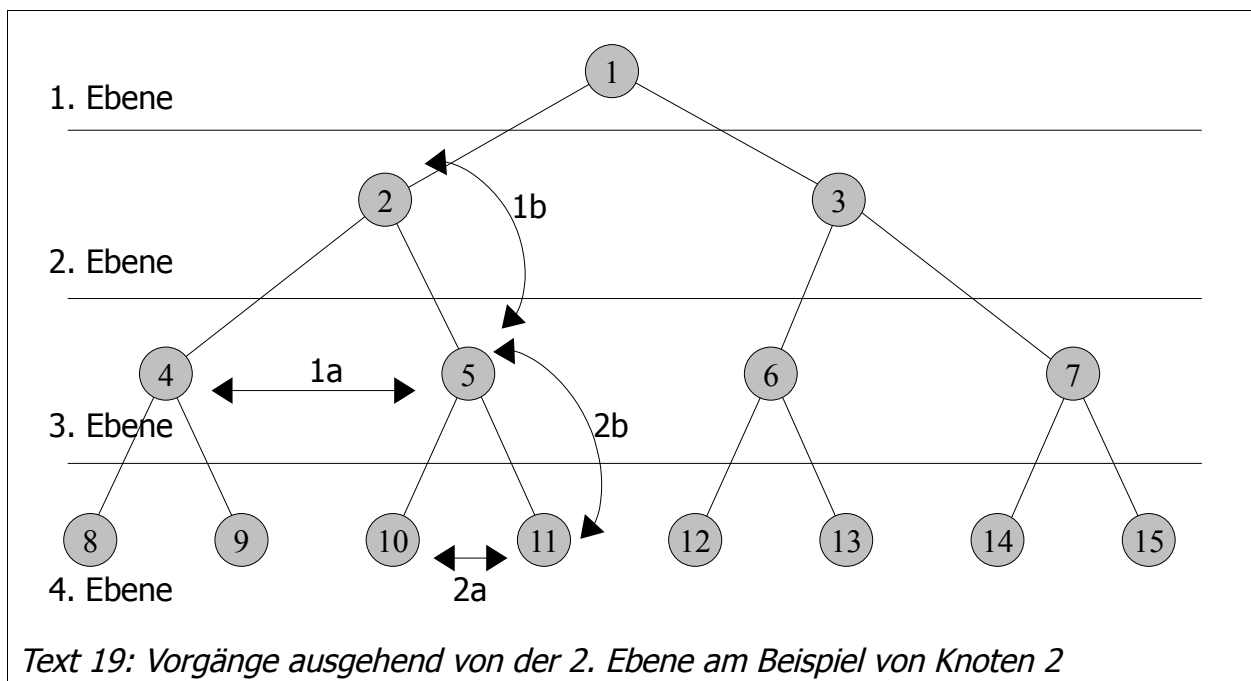 1
1. Ebene
2
1b
3
2. Ebene
4
1a
5
6
7
3. Ebene
2b
8
9
10
11
12
13
14
15
4. Ebene
2a
Text 19: Vorgänge ausgehend von der 2. Ebene am Beispiel von Knoten 2